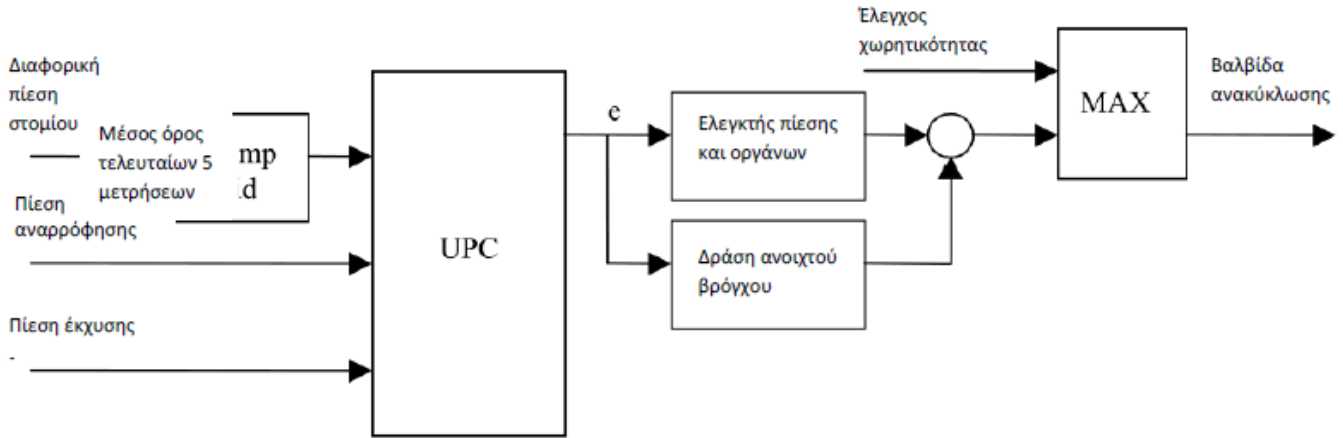 Διαφορική
πίεση
στομίου
Μέσος όρος
τελευταίων 5
μετρήσεων
Πίεση
αναρρόφησης
Πίεση έκχυσης
-
UPC
e
Ελεγκτής πίεσης
και οργάνων
Δράση ανοιχτού
βρόγχου
Έλεγχος
χωρητικότητας
MAX
Βαλβίδα
ανακύκλωσης